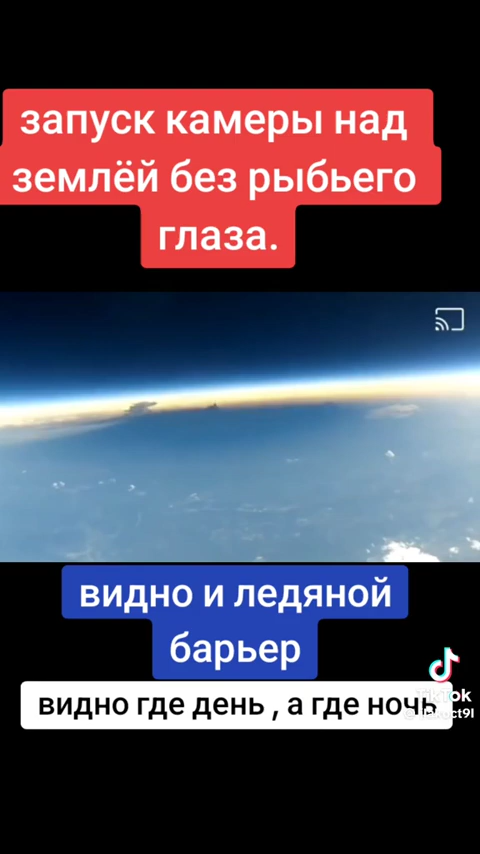 запуск камеры над
землёй без рыбьего
глаза.
видно и ледяной
барьер
видно где день , а где ночь
TikTok